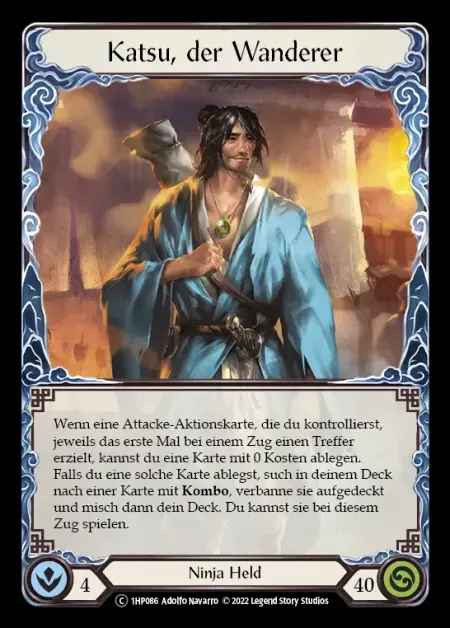 Katsu, der Wanderer
Wenn eine Attacke-Aktionskarte, die du kontrollierst,
jeweils das erste Mal bei einem Zug einen Treffer
erzielt, kannst du eine Karte mit 0 Kosten ablegen.
Falls du eine solche Karte ablegst, such in deinem Deck
nach einer Karte mit Kombo, verbanne sie aufgedeckt
und misch dann dein Deck. Du kannst sie bei diesem
Zug spielen.
4
Ninja Held
40
C 1HP086 Adolfo Navarro © 2022 Legend Story Studios